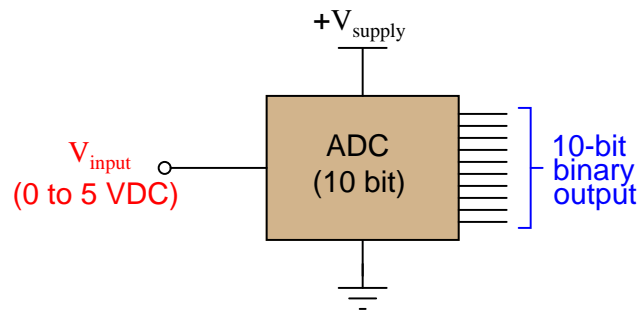 +Vsupply
ADC
(10 bit)
Vinput
(0 to 5 VDC)
10-bit
binary
output